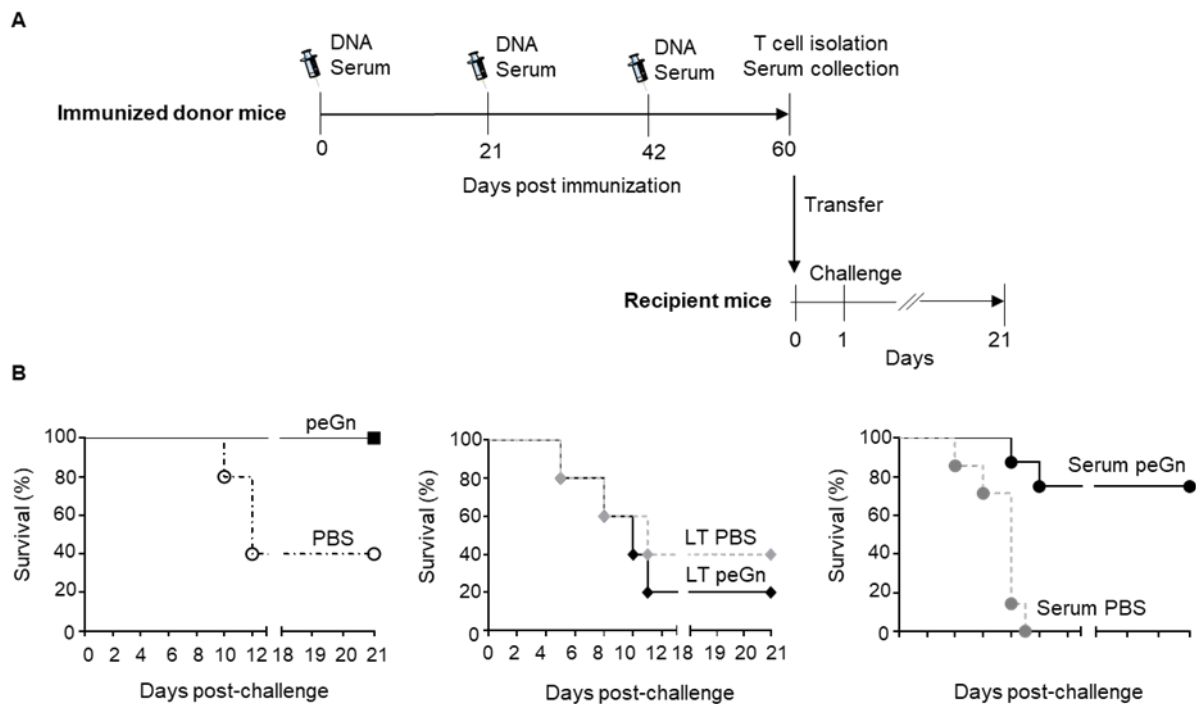 A
DNA
Serum
DNA
Serum
DNA
Serum
T cell isolation
Serum collection
Immunized donor mice
0
21
42
60
Days post immunization
Transfer
Challenge
Recipient mice
0
1
21
Days
B
100
80
60
40
20
0
Survival (%)
peGn
PBS
0 2 4 6 8 10 12 18 19 20 21
Days post-challenge
100
80
60
40
20
0
Survival (%)
LT PBS
LT peGn
0 2 4 6 8 10 12 18 19 20 21
Days post-challenge
100
80
60
40
20
0
Survival (%)
Serum peGn
Serum PBS
Days post-challenge